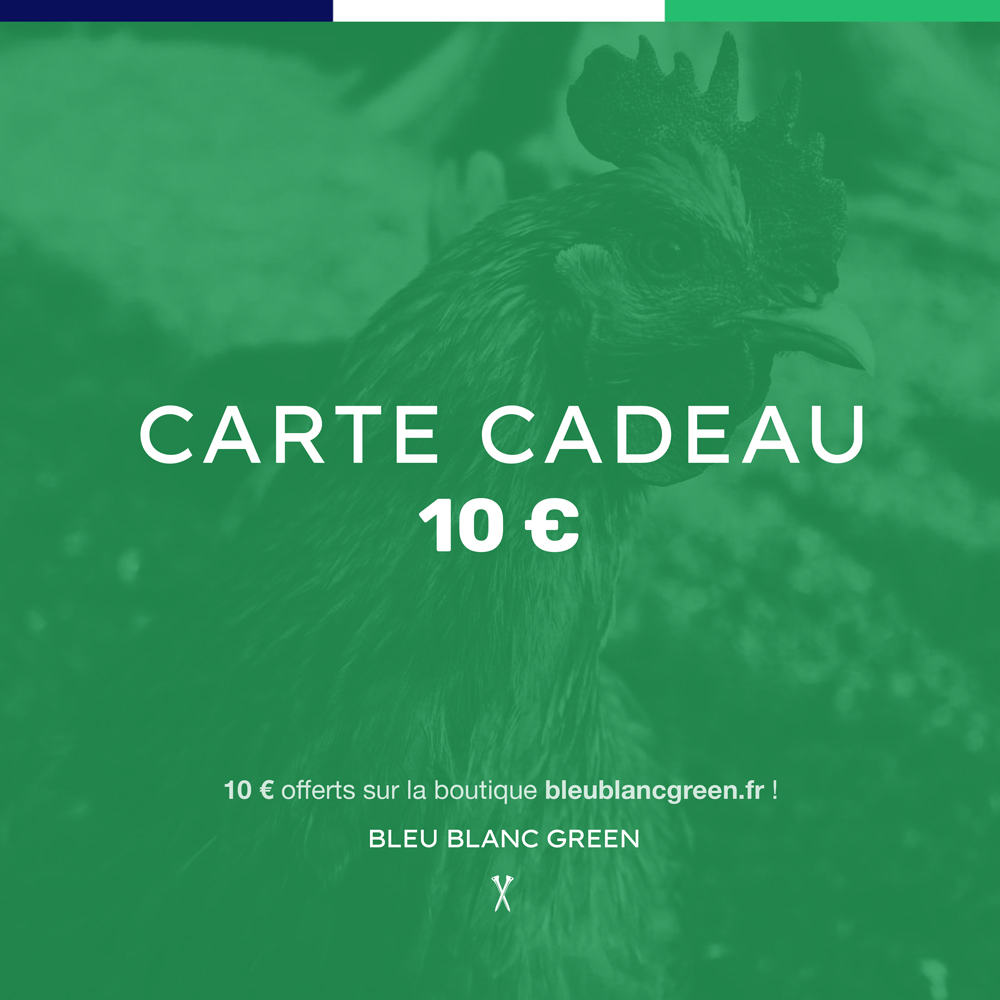 CARTE CADEAU
10 €
10 € offerts sur la boutique bleublancgreen.fr !
BLEU BLANC GREEN